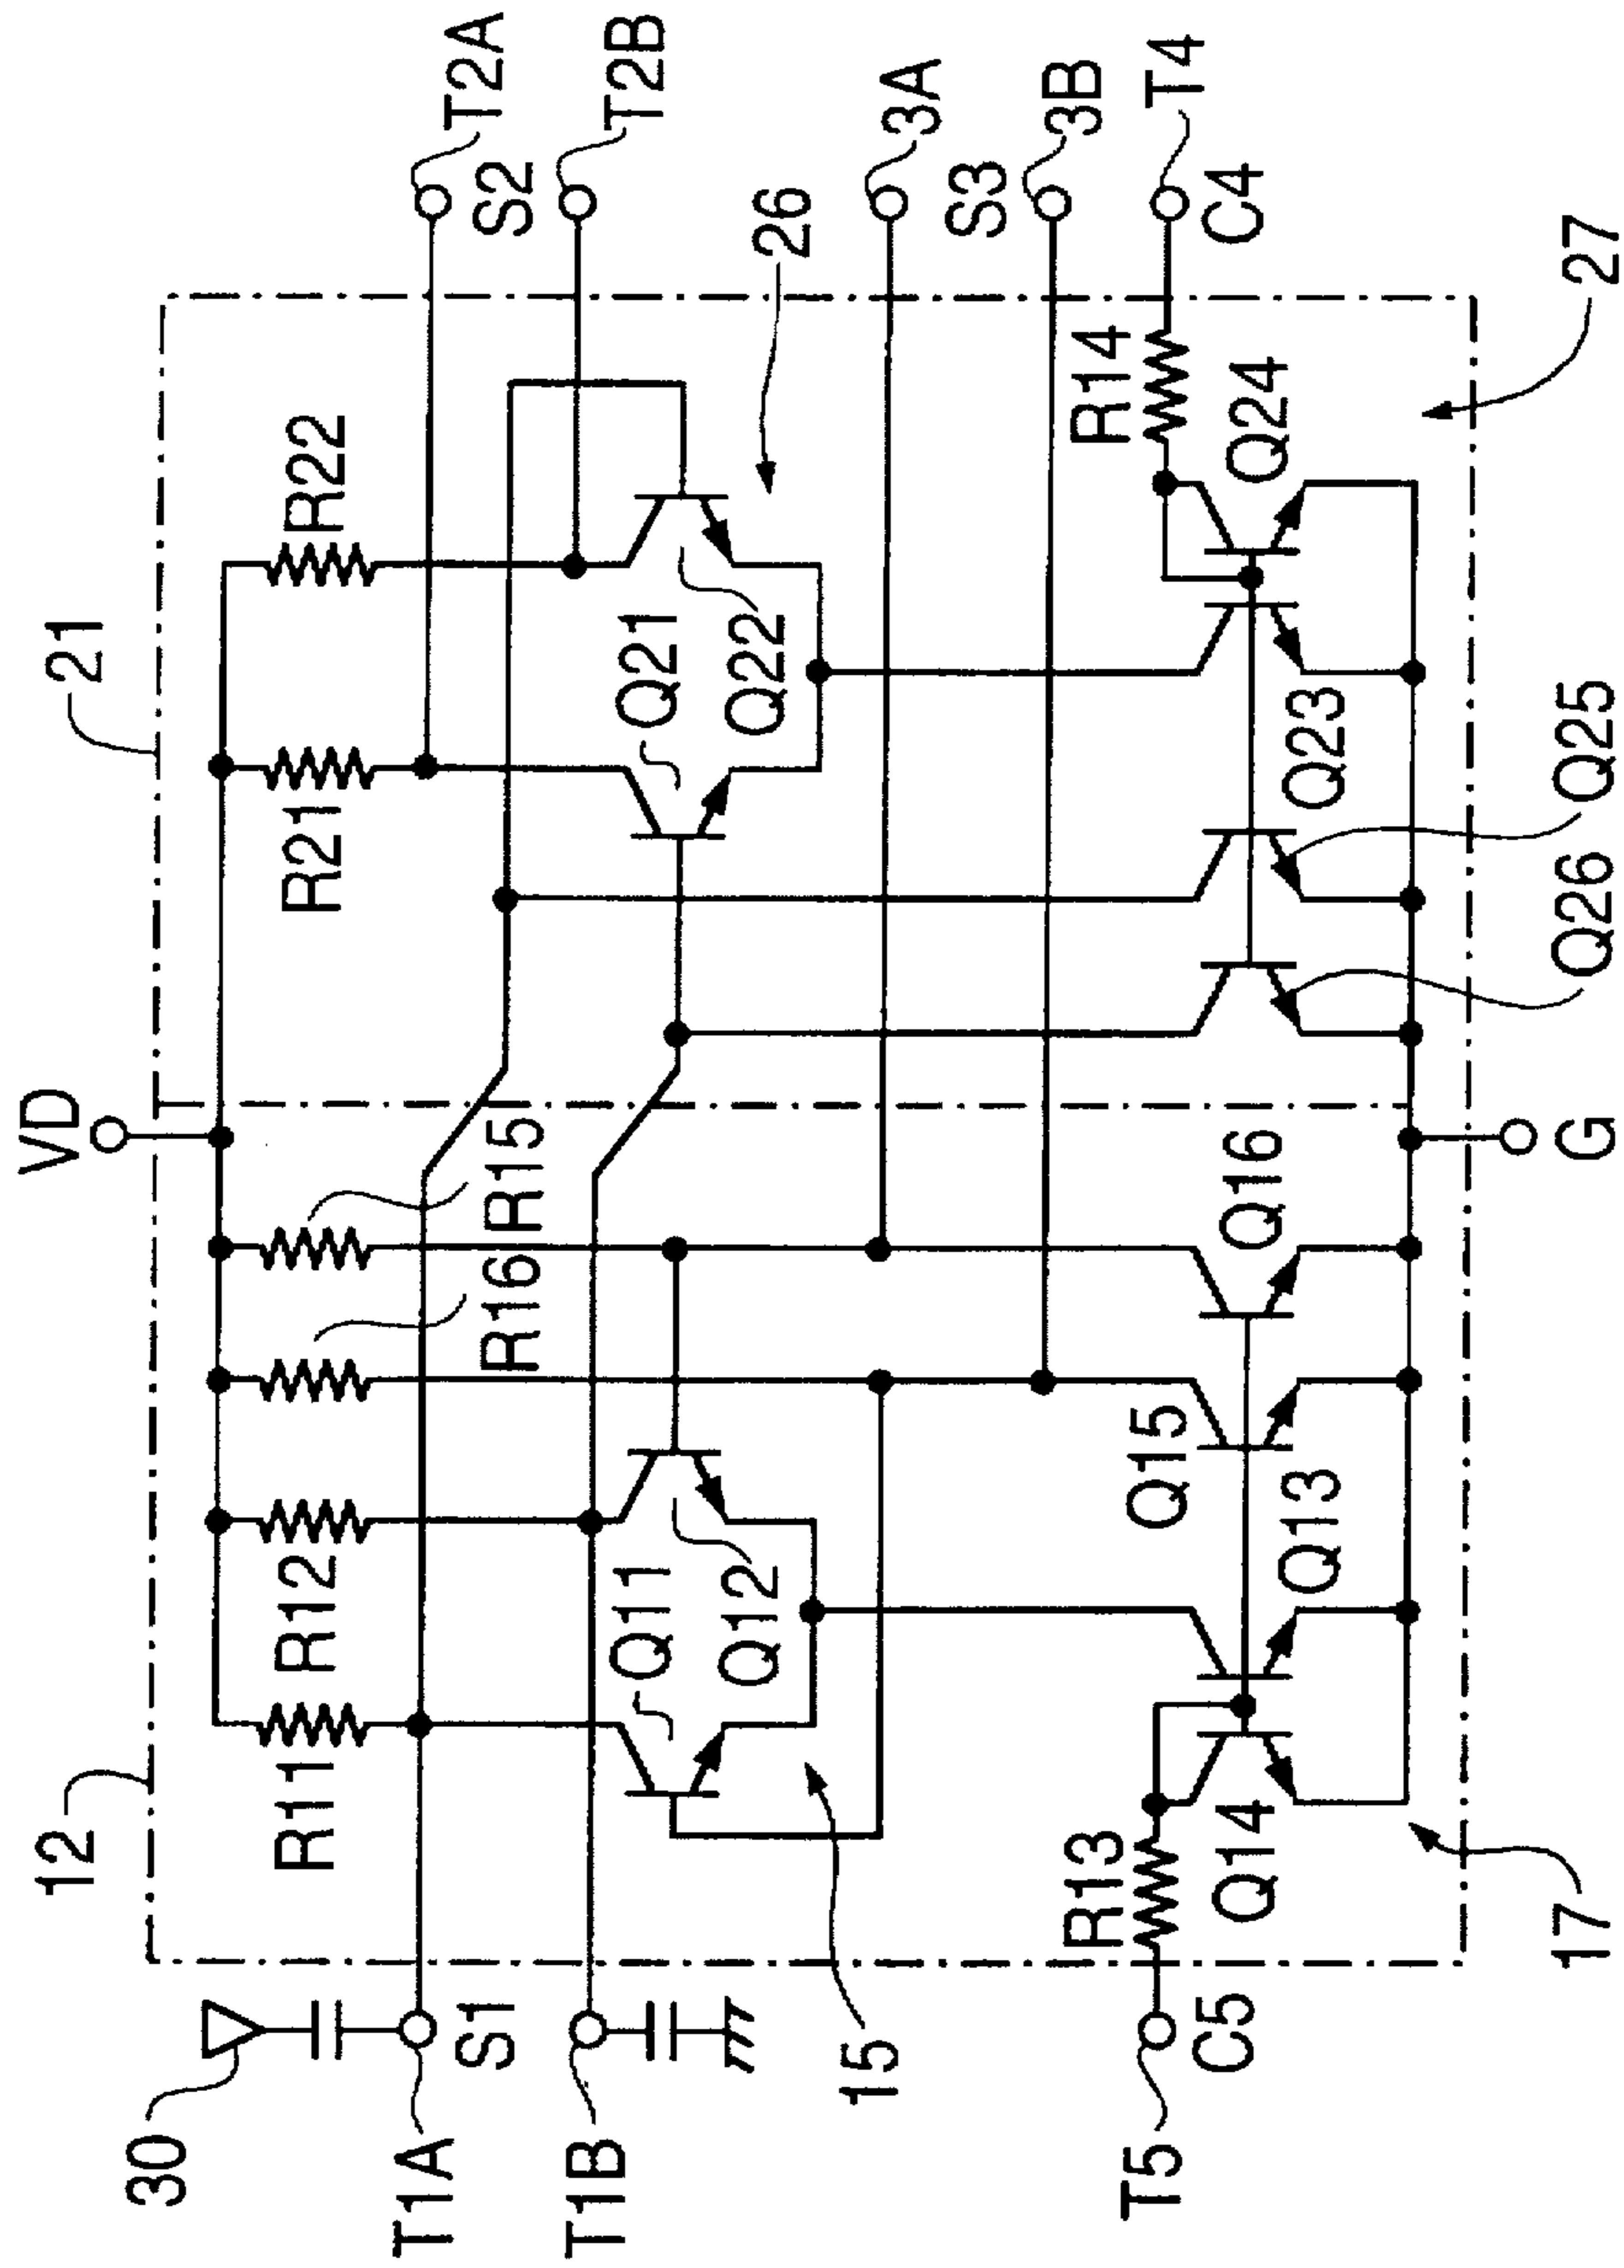 VD
21
12
R11
R12
R16
R15
R21
R22
T2A
S2
T2B
26
30
T1A
S1
T1B
Q11
Q12
Q21
Q22
15
3A
S3
3B
T4
C4
R14
T5
C5
R13
Q14
Q13
Q15
Q16
Q23
Q24
Q26
Q25
17
G
27